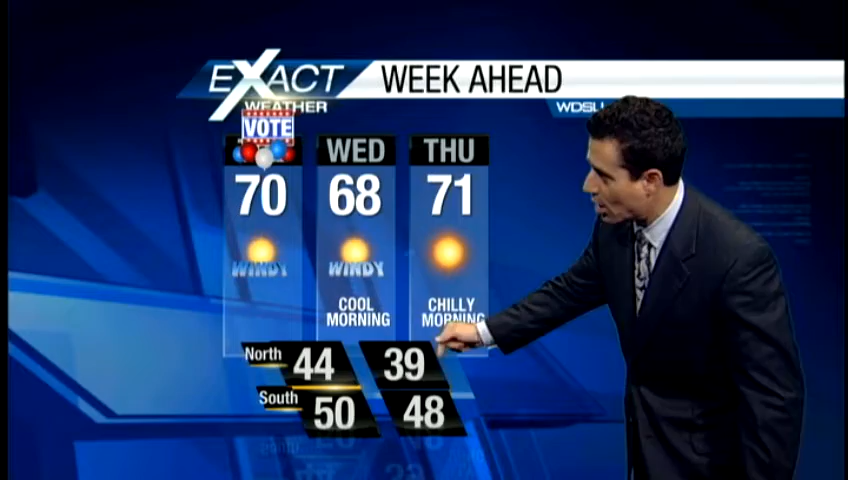 EXACT
WEATHER
WEEK AHEAD
WDSU
VOTE
WED
THU
70
68
71
WINDY
WINDY
COOL
MORNING
CHILLY
MORNING
North
44
39
South
50
48